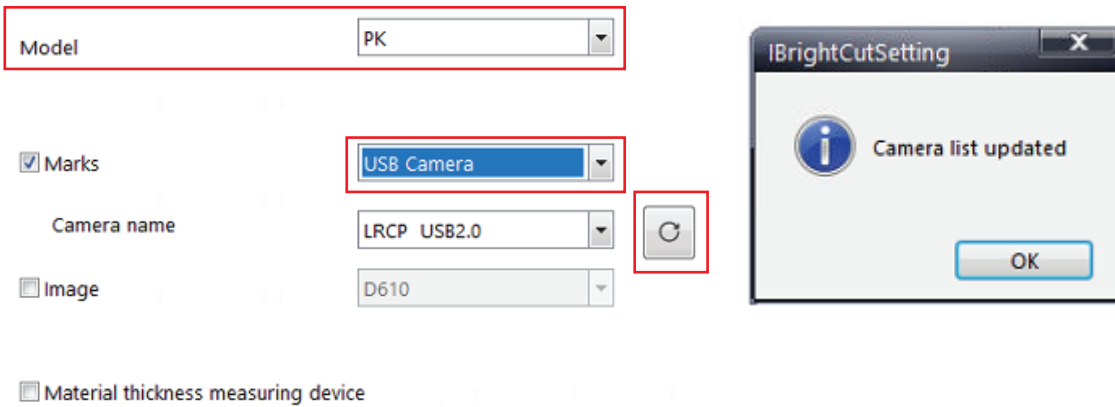 Model
PK
Marks
USB Camera
Camera name
LRCP USB2.0
Image
D610
Material thickness measuring device
IBrightCutSetting
X
Camera list updated
OK